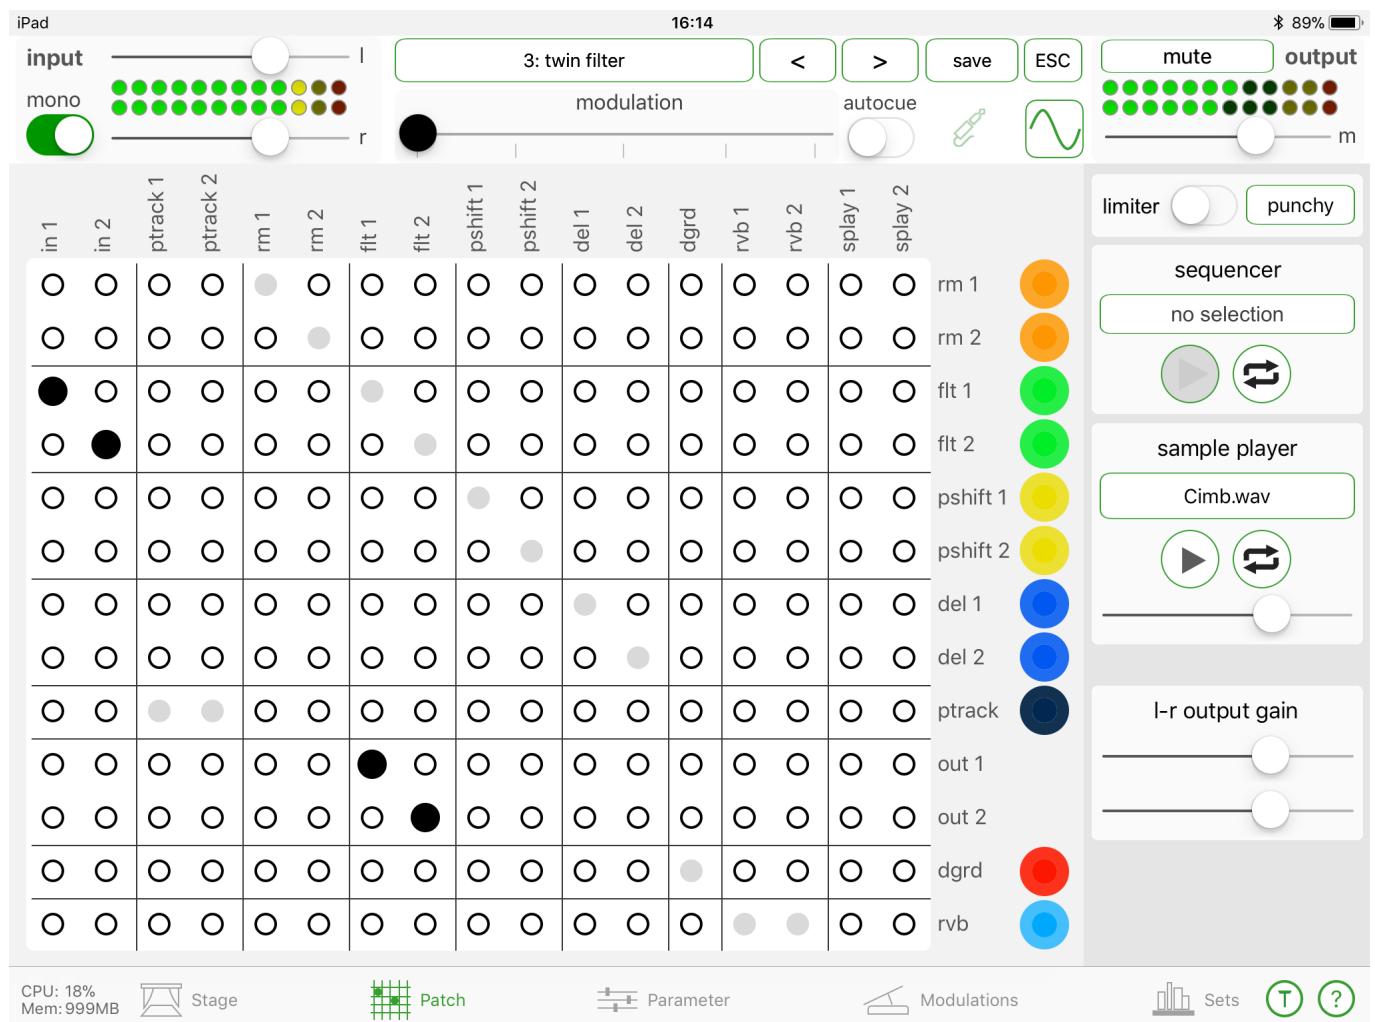 iPad 16:14 89%
input l 3: twin filter < > save ESC mute output
mono modulation autocue
r m
in 1 in 2 ptrack 1 ptrack 2 rm 1 rm 2 flt 1 flt 2 pshift 1 pshift 2 del 1 del 2 dgrd rvb 1 rvb 2 splay 1 splay 2
limiter punchy
rm 1
rm 2
flt 1
flt 2
pshift 1
pshift 2
del 1
del 2
ptrack
out 1
out 2
dgrd
rvb
sequencer
no selection
sample player
Cimb.wav
l-r output gain
CPU: 18%
Mem: 999MB
Stage Patch Parameter Modulations Sets T ?